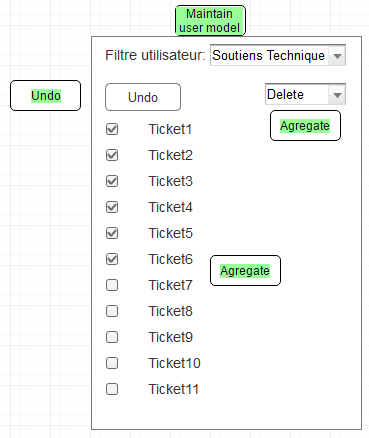 Maintain
user model
Filtre utilisateur: Soutiens Technique
Undo
Undo
Delete
Agregate
Ticket1
Ticket2
Ticket3
Ticket4
Ticket5
Ticket6
Agregate
Ticket7
Ticket8
Ticket9
Ticket10
Ticket11